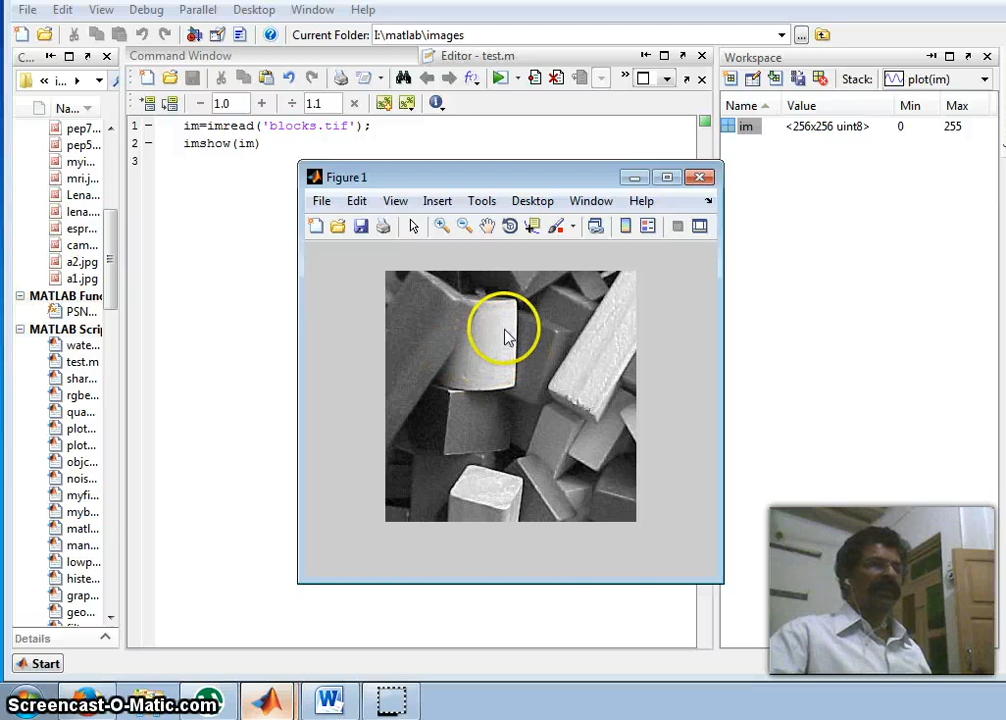 File Edit View Debug Parallel Desktop Window Help
Current Folder: I:\matlab\images
C... Command Window Editor - test.m Workspace
« i... Stack: plot(im)
1.0 1.1
Na... Name Value Min Max
im <256x256 uint8> 0 255
1 im=imread('blocks.tif');
2 imshow(im)
3
Figure 1
File Edit View Insert Tools Desktop Window Help
pep7...
pep5...
myi...
mri.j...
Lena...
lena....
espr...
cam...
a2.jpg
a1.jpg
MATLAB Func
PSN...
MATLAB Scrip
wate...
test.m
shar...
rgbe...
qua...
plot...
plot...
objc...
nois...
myfi...
myb...
matl...
man...
lowp...
histe...
grap...
geo...
Details
Start
Screencast-O-Matic.com